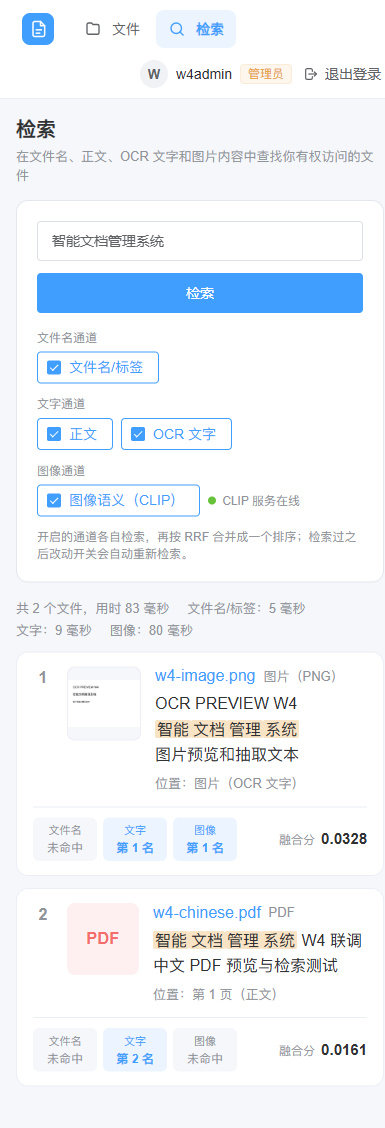 文件
检索
W
w4admin
管理员
退出登录
检索
在文件名、正文、OCR 文字和图片内容中查找你有权访问的文
件
智能文档管理系统
检索
文件名通道
文件名/标签
文字通道
正文
OCR 文字
图像通道
图像语义（CLIP）
CLIP 服务在线
开启的通道各自检索，再按 RRF 合并成一个排序；检索过之
后改动开关会自动重新检索。
共 2 个文件，用时 83 毫秒 文件名/标签：5 毫秒
文字：9 毫秒 图像：80 毫秒
1
w4-image.png 图片（PNG）
OCR PREVIEW W4
智能 文档 管理 系统
图片预览和抽取文本
位置：图片（OCR 文字）
文件名
未命中
文字
第 1 名
图像
第 1 名
融合分 0.0328
2
PDF
w4-chinese.pdf PDF
智能 文档 管理 系统 W4 联调
中文 PDF 预览与检索测试
位置：第 1 页（正文）
文件名
未命中
文字
第 2 名
图像
未命中
融合分 0.0161